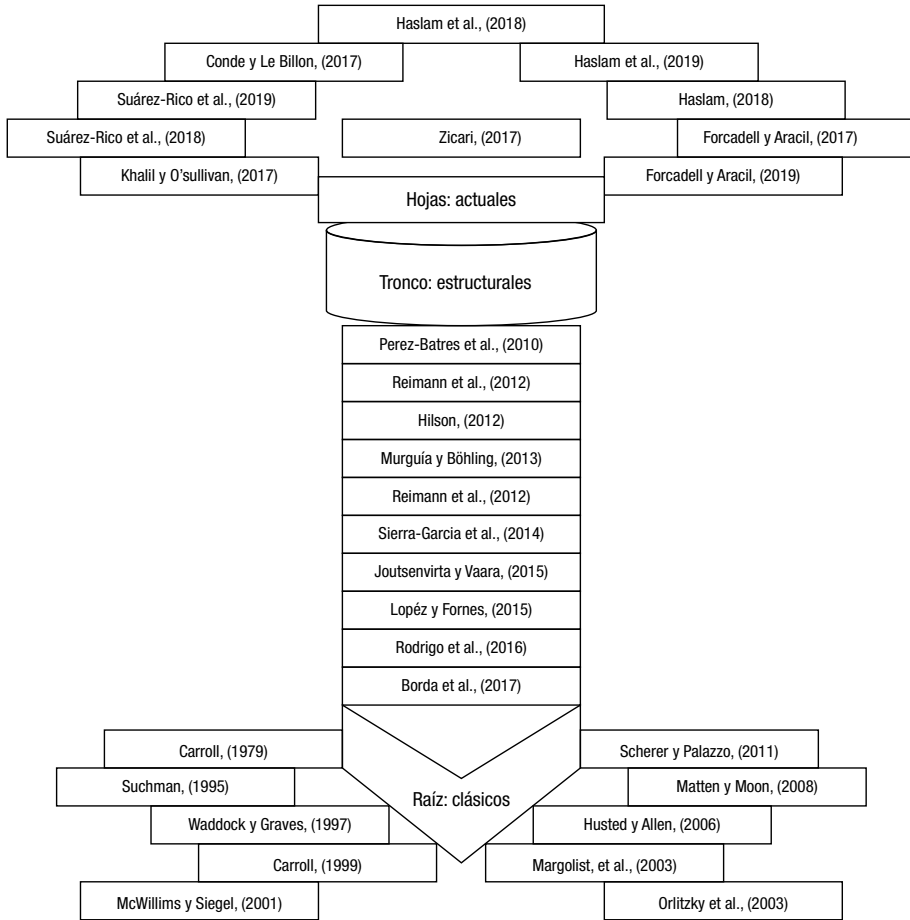 Haslam et al., (2018)
Conde y Le Billon, (2017)
Haslam et al., (2019)
Suárez-Rico et al., (2019)
Haslam, (2018)
Suárez-Rico et al., (2018)
Zicari, (2017)
Forcadell y Aracil, (2017)
Khalil y O'sullivan, (2017)
Forcadell y Aracil, (2019)
Hojas: actuales
Tronco: estructurales
Perez-Batres et al., (2010)
Reimann et al., (2012)
Hilson, (2012)
Murguía y Böhling, (2013)
Reimann et al., (2012)
Sierra-Garcia et al., (2014)
Joutsenvirta y Vaara, (2015)
Lopéz y Fornes, (2015)
Rodrigo et al., (2016)
Borda et al., (2017)
Carroll, (1979)
Scherer y Palazzo, (2011)
Suchman, (1995)
Matten y Moon, (2008)
Raíz: clásicos
Waddock y Graves, (1997)
Husted y Allen, (2006)
Carroll, (1999)
Margolist, et al., (2003)
McWillims y Siegel, (2001)
Orlitzky et al., (2003)